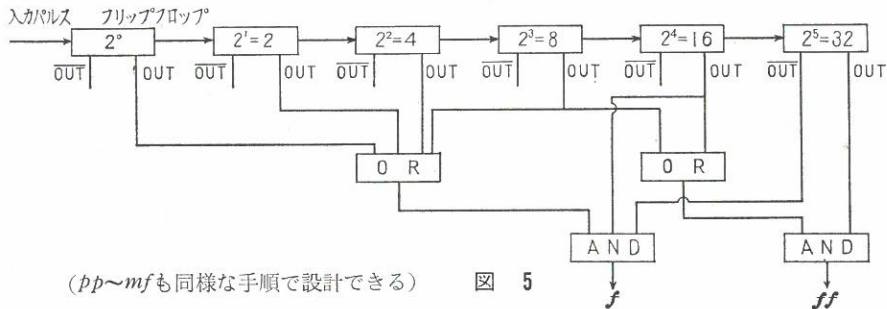 入力パルス フリップフロップ
2° 2¹=2 2²=4 2³=8 2⁴=16 2⁵=32
OUT OUT OUT OUT OUT OUT OUT OUT OUT OUT OUT OUT
OR OR
AND AND
(pp~mfも同様な手順で設計できる) 図 5
f ff